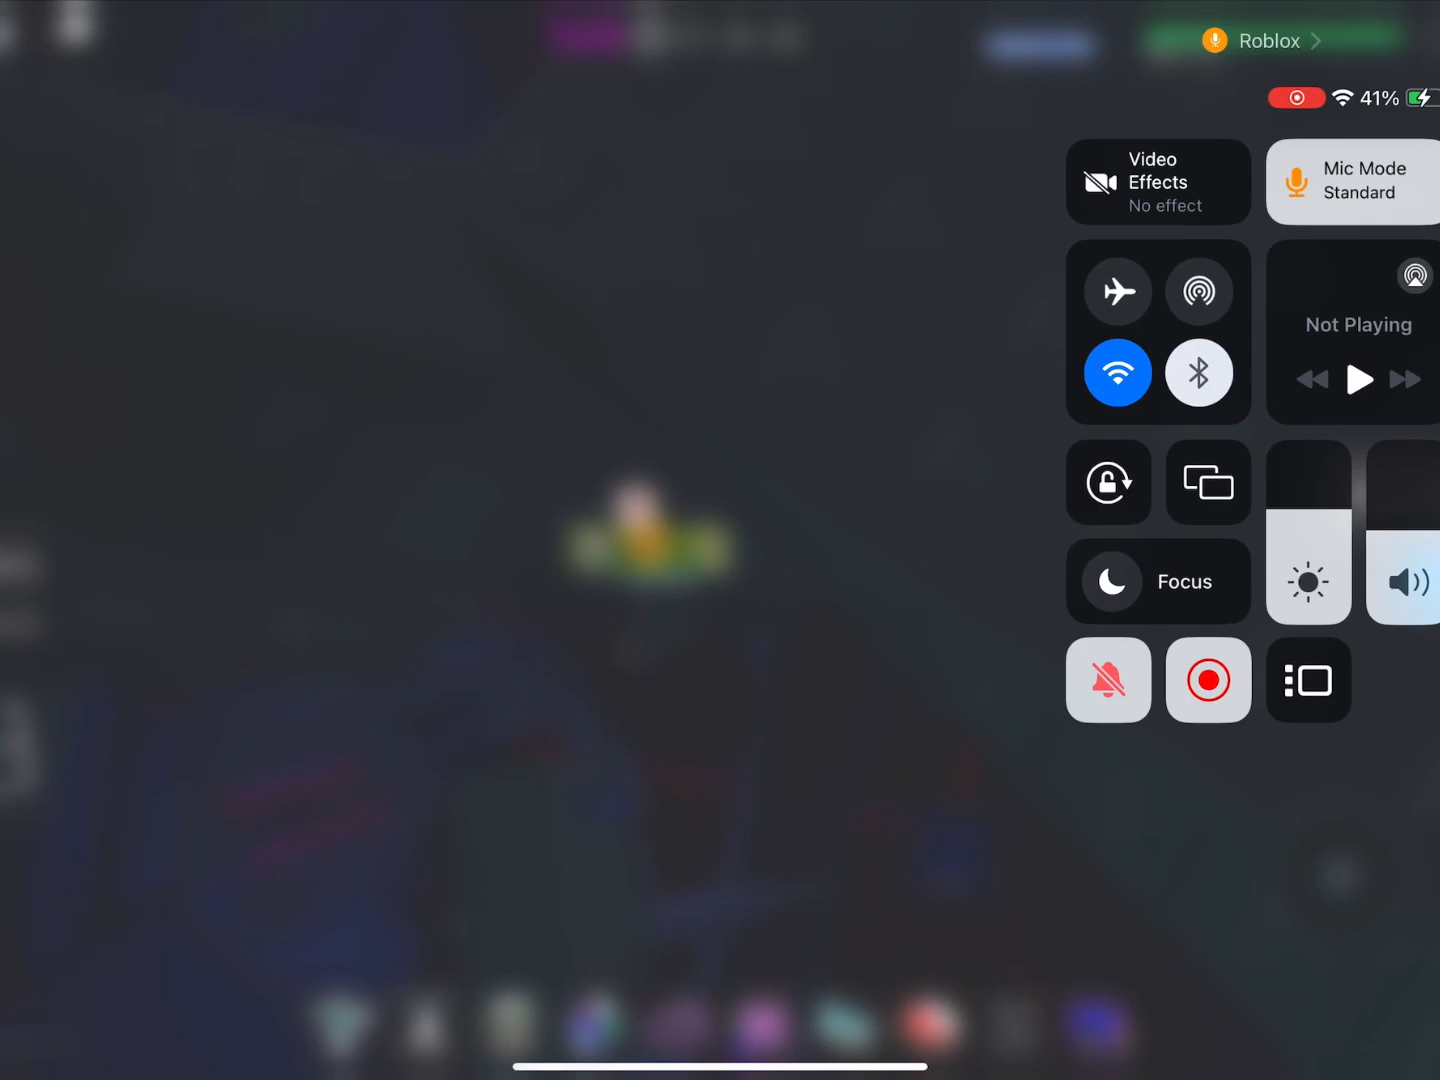 Roblox
41%
Video
Effects
No effect
Mic Mode
Standard
Not Playing
Focus